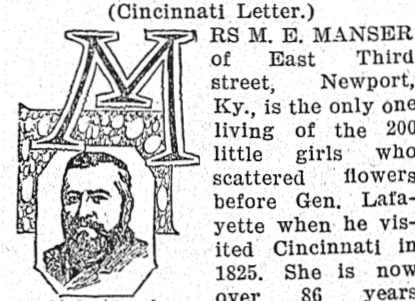 (Cincinnati Letter.)
MRS M. E. MANSER
of East Third
street, Newport,
Ky., is the only one
living of the 200
little girls who
scattered flowers
before Gen. Lafa-
yette when he vis-
ited Cincinnati in
1825. She is now
over 86 years